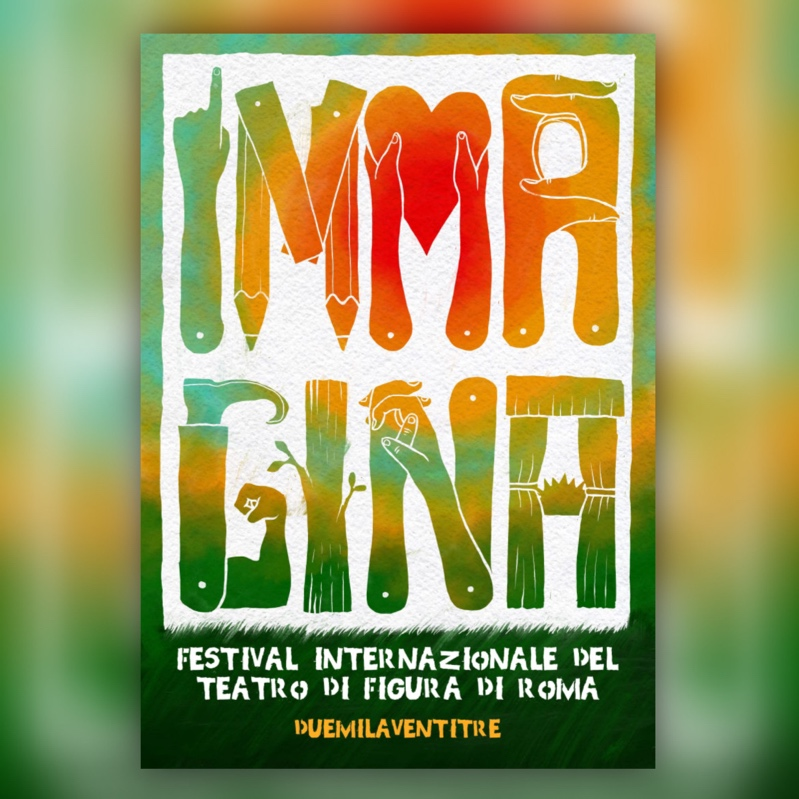 IMMA
GINA
FESTIVAL INTERNAZIONALE DEL
TEATRO DI FIGURA DI ROMA
DUEMILAVENTITRE